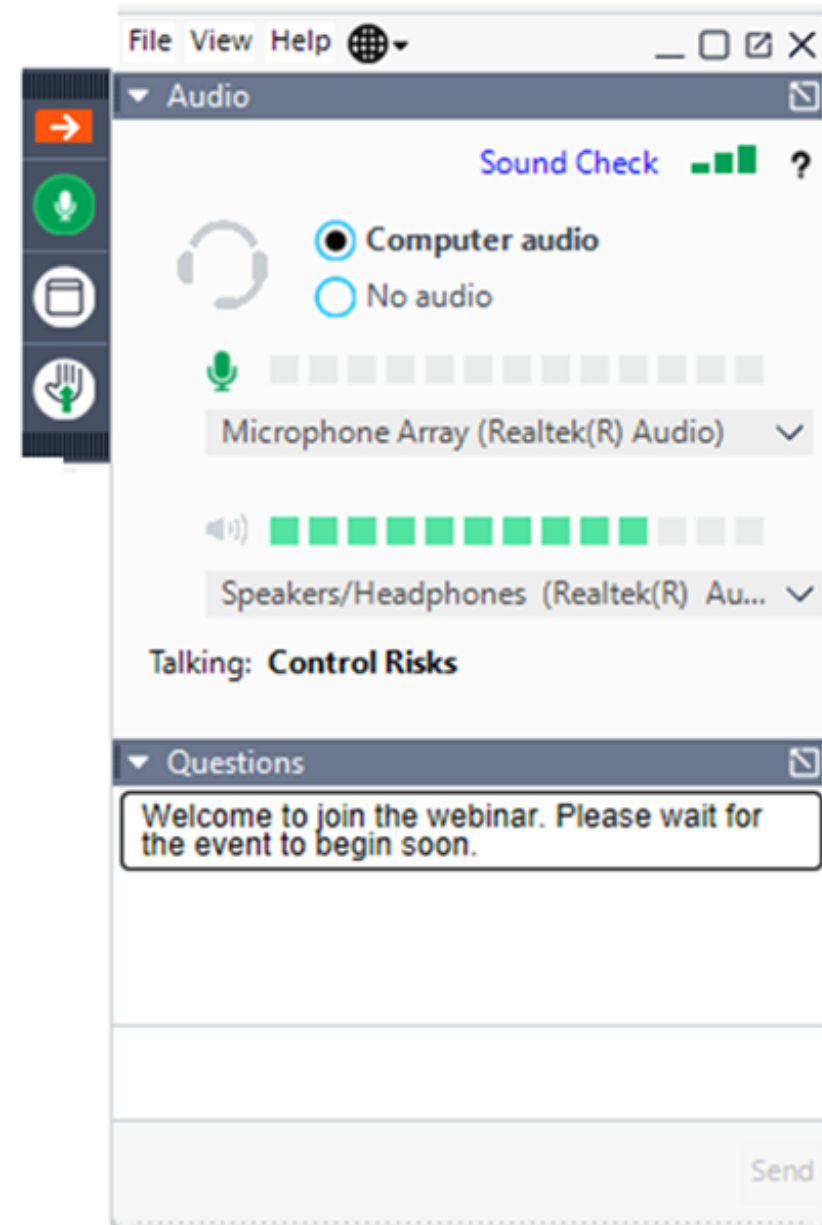 File View Help
Audio
Sound Check ?
Computer audio
No audio
Microphone Array (Realtek(R) Audio)
Speakers/Headphones (Realtek(R) Au...
Talking: Control Risks
Questions
Welcome to join the webinar. Please wait for
the event to begin soon.
Send